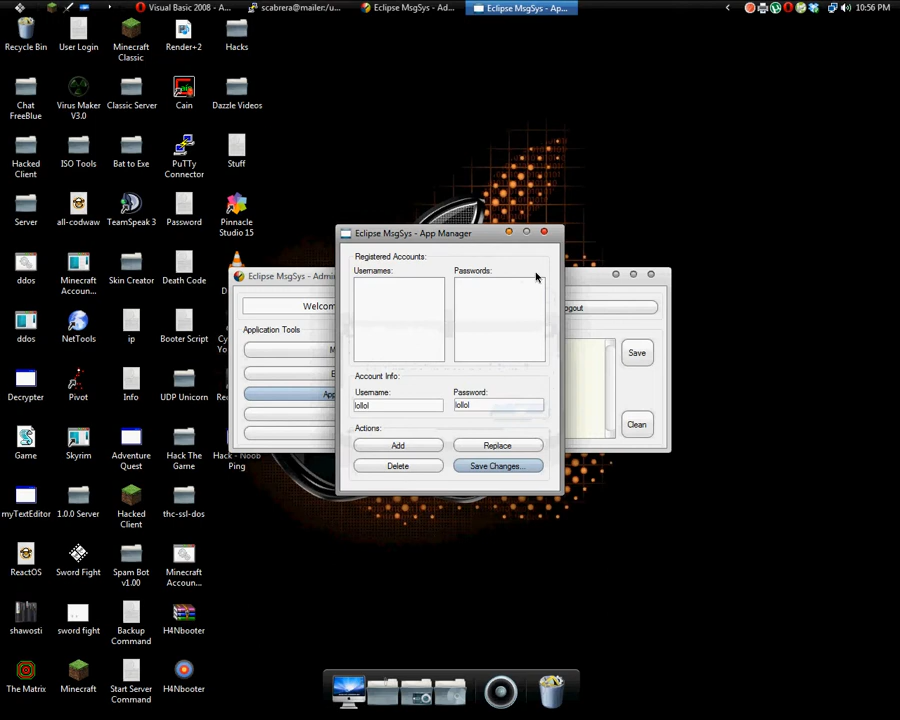 Visual Basic 2008 - A...
scabrera@mailer:/u...
Eclipse MsgSys - Ad...
Eclipse MsgSys - Ap...
10:56 PM
Recycle Bin
User Login
Minecraft Classic
Render+2
Hacks
Chat FreeBlue
Virus Maker V3.0
Classic Server
Cain
Dazzle Videos
Hacked Client
ISO Tools
Bat to Exe
PuTTy Connector
Stuff
Server
all-codwaw
TeamSpeak 3
Password
Pinnacle Studio 15
ddos
Minecraft Accoun...
Skin Creator
Death Code
ddos
NetTools
ip
Booter Script
Decrypter
Pivot
Info
UDP Unicorn
Game
Skyrim
Adventure Quest
Hack The Game
Hack - Noob Ping
myTextEditor
1.0.0 Server
Hacked Client
thc-ssl-dos
ReactOS
Sword Fight
Spam Bot v1.00
Minecraft Accoun...
shawosti
sword fight
Backup Command
H4Nbooter
The Matrix
Minecraft
Start Server Command
H4Nbooter
Eclipse MsgSys - Admi
Welcom
Application Tools
App
ogout
Save
Clean
Eclipse MsgSys - App Manager
Registered Accounts:
Usernames:
Passwords:
Account Info:
Username:
Password:
lollol
lollol
Actions:
Add
Replace
Delete
Save Changes...